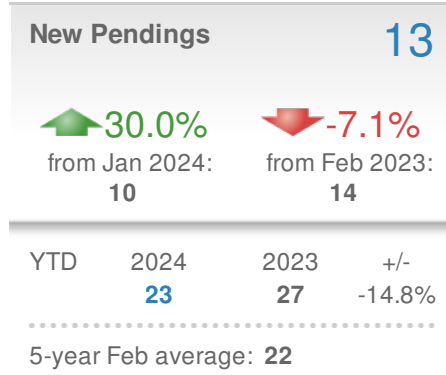 New Pendings 13
30.0% -7.1%
from Jan 2024: from Feb 2023:
10 14
YTD 2024 2023 +/-
23 27 -14.8%
5-year Feb average: 22